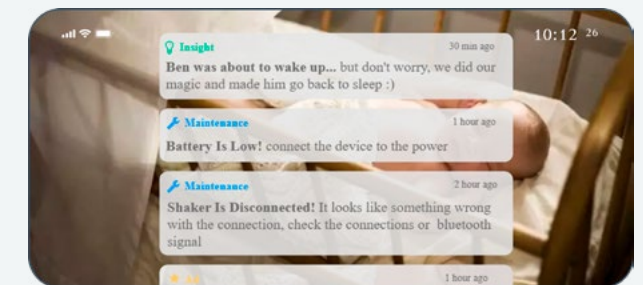 10:12 26
Insight 30 min ago
Ben was about to wake up... but don't worry, we did our
magic and made him go back to sleep :)
Maintenance 1 hour ago
Battery Is Low! connect the device to the power
Maintenance 2 hour ago
Shaker Is Disconnected! It looks like something wrong
with the connection, check the connections or bluetooth
signal
1 hour ago